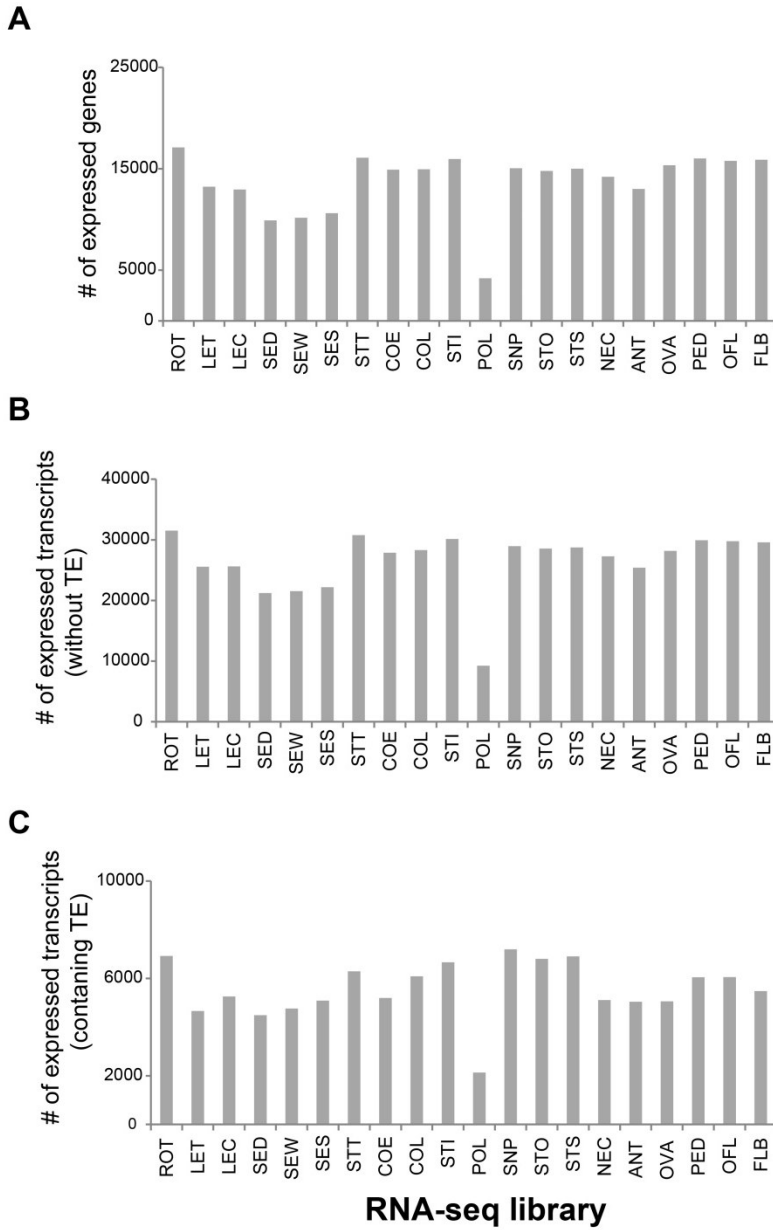 A
# of expressed genes
25000
15000
5000
0
ROT LET LEC SED SEW SES STT COE COL STI POL SNP STO STS NEC ANT OVA PED OFL FLB
B
# of expressed transcripts
(without TE)
40000
30000
20000
10000
0
ROT LET LEC SED SEW SES STT COE COL STI POL SNP STO STS NEC ANT OVA PED OFL FLB
C
# of expressed transcripts
(contaning TE)
10000
6000
2000
0
ROT LET LEC SED SEW SES STT COE COL STI POL SNP STO STS NEC ANT OVA PED OFL FLB
RNA-seq library